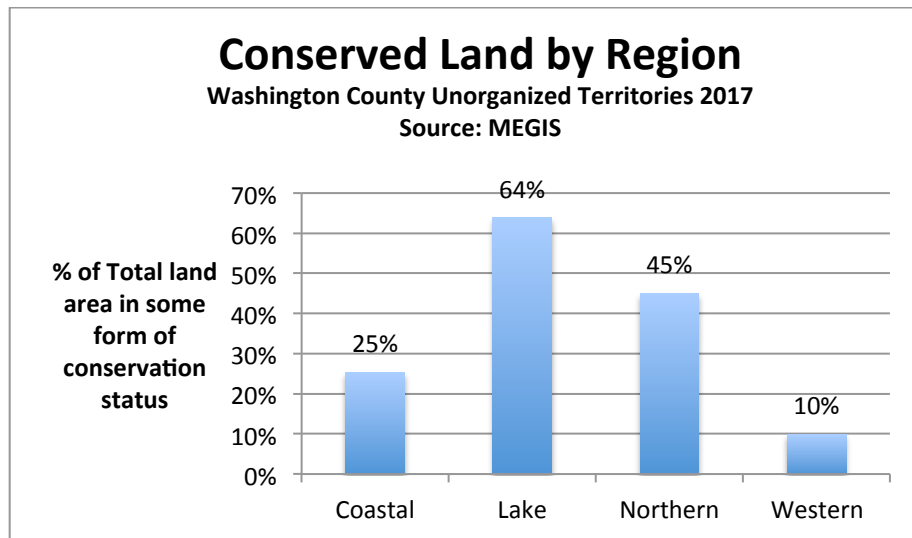 Conserved Land by Region
Washington County Unorganized Territories 2017
Source: MEGIS
% of Total land
area in some
form of
conservation
status
70%
60%
50%
40%
30%
20%
10%
0%
25%
64%
45%
10%
Coastal
Lake
Northern
Western